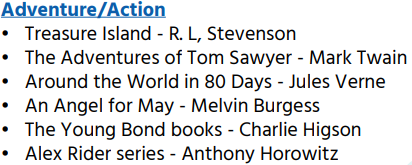 Adventure/Action
• Treasure Island - R. L, Stevenson
• The Adventures of Tom Sawyer - Mark Twain
• Around the World in 80 Days - Jules Verne
• An Angel for May - Melvin Burgess
• The Young Bond books - Charlie Higson
• Alex Rider series - Anthony Horowitz